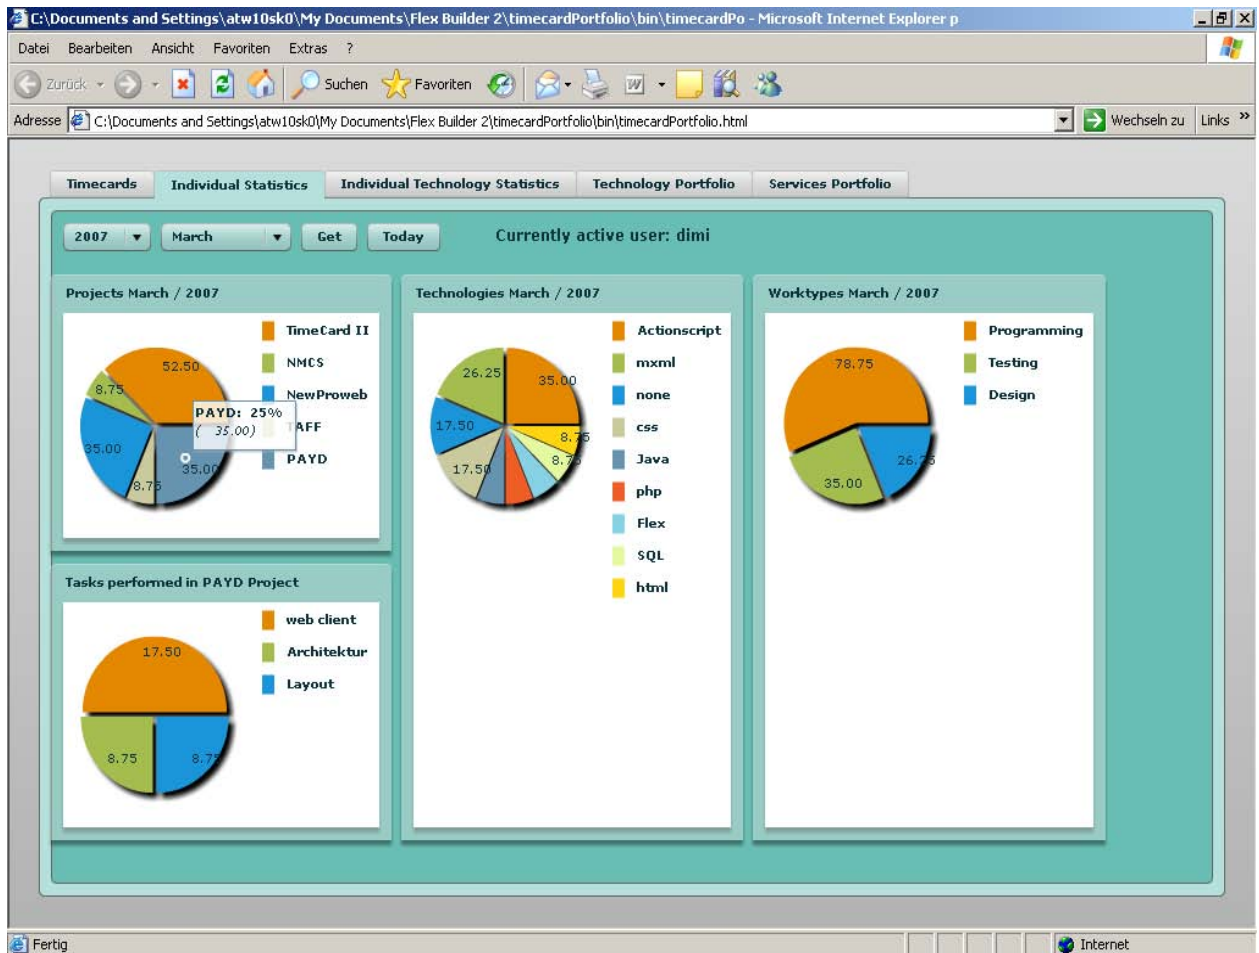 C:\Documents and Settings\atw10sk0\My Documents\Flex Builder 2\timecardPortfolio\bin\timecardPo - Microsoft Internet Explorer p
Datei Bearbeiten Ansicht Favoriten Extras ?
Zurück Suchen Favoriten
Adresse C:\Documents and Settings\atw10sk0\My Documents\Flex Builder 2\timecardPortfolio\bin\timecardPortfolio.html Wechseln zu Links »
Timecards Individual Statistics Individual Technology Statistics Technology Portfolio Services Portfolio
2007 March Get Today Currently active user: dimi
Projects March / 2007
TimeCard II
NMCS
NewProweb
TAFF
PAYD
52.50
8.75
35.00
8.75
35.00
PAYD: 25%
( 35.00)
Tasks performed in PAYD Project
web client
Architektur
Layout
17.50
8.75
8.75
Technologies March / 2007
Actionscript
mxml
none
css
Java
php
Flex
SQL
html
26.25
35.00
17.50
8.75
17.50
8.75
Worktypes March / 2007
Programming
Testing
Design
78.75
26.25
35.00
Fertig Internet